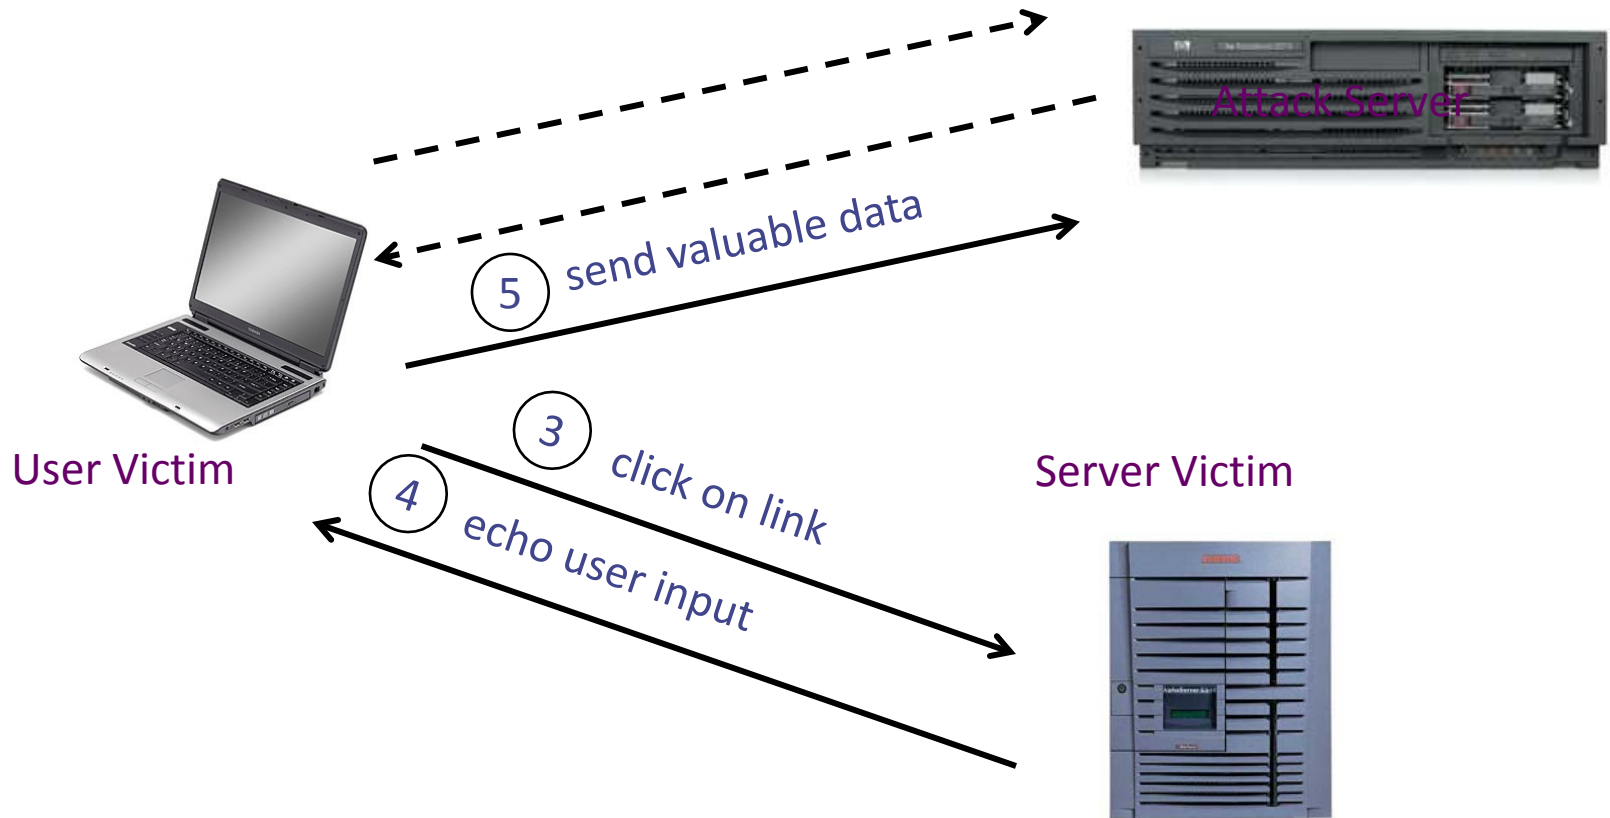 Attack Server
5 send valuable data
3 click on link
User Victim
Server Victim
4 echo user input